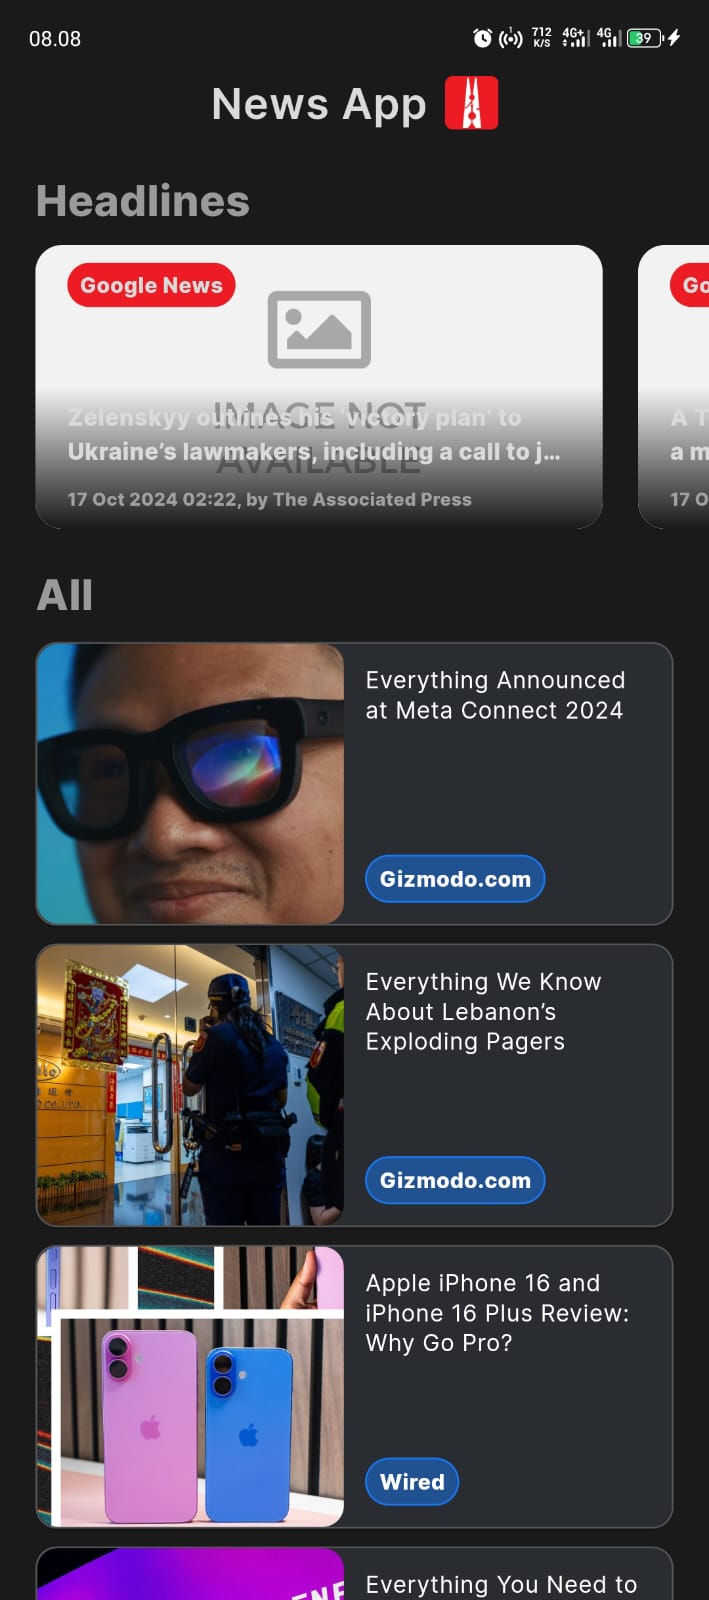 08.08
1
712
K/S
4G+
4G
39
News App
Headlines
Google News
IMAGE NOT
AVAILABLE
Zelenskyy outlines his ‘victory plan’ to
Ukraine’s lawmakers, including a call to j…
17 Oct 2024 02:22, by The Associated Press
Go
A T
a m
17 O
All
Everything Announced
at Meta Connect 2024
Gizmodo.com
Everything We Know
About Lebanon’s
Exploding Pagers
Gizmodo.com
Apple iPhone 16 and
iPhone 16 Plus Review:
Why Go Pro?
Wired
Everything You Need to